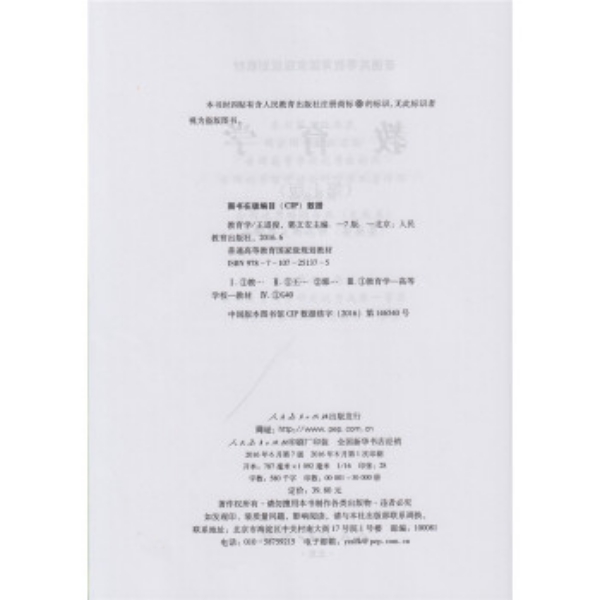 本书封四贴有含人民教育出版社注册商标的标识,无此标识者
视为盗版图书。
教育学
图书在版编目(CIP)数据
教育学/王道俊,郭文安主编. —7版. —北京:人民
教育出版社,2016.6
普通高等教育国家级规划教材
ISBN 978-7-107-25137-5
Ⅰ.①教… Ⅱ.①王… ②郭… Ⅲ.①教育学—高等
学校—教材 Ⅳ.①G40
中国版本图书馆CIP数据核字(2016)第 号
人民教育出版社出版发行
网址:http://www.pep.com.cn
人民教育出版社印刷厂印装 全国新华书店经销
2016年6月第7版 2016年6月第1次印刷
开本:787毫米×1 092毫米 1/16 印张:28
字数:580千字 印数:00 001~30 000册
定价:39.80元
著作权所有·请勿擅用本书制作各类出版物·违者必究
如发现印、装质量问题,影响阅读,请与本社出版部联系调换。
联系地址:北京市海淀区中关村南大街17号院1号楼 邮编:100081
电话:010-58759215 电子邮箱:yxfk@pep.com.cn